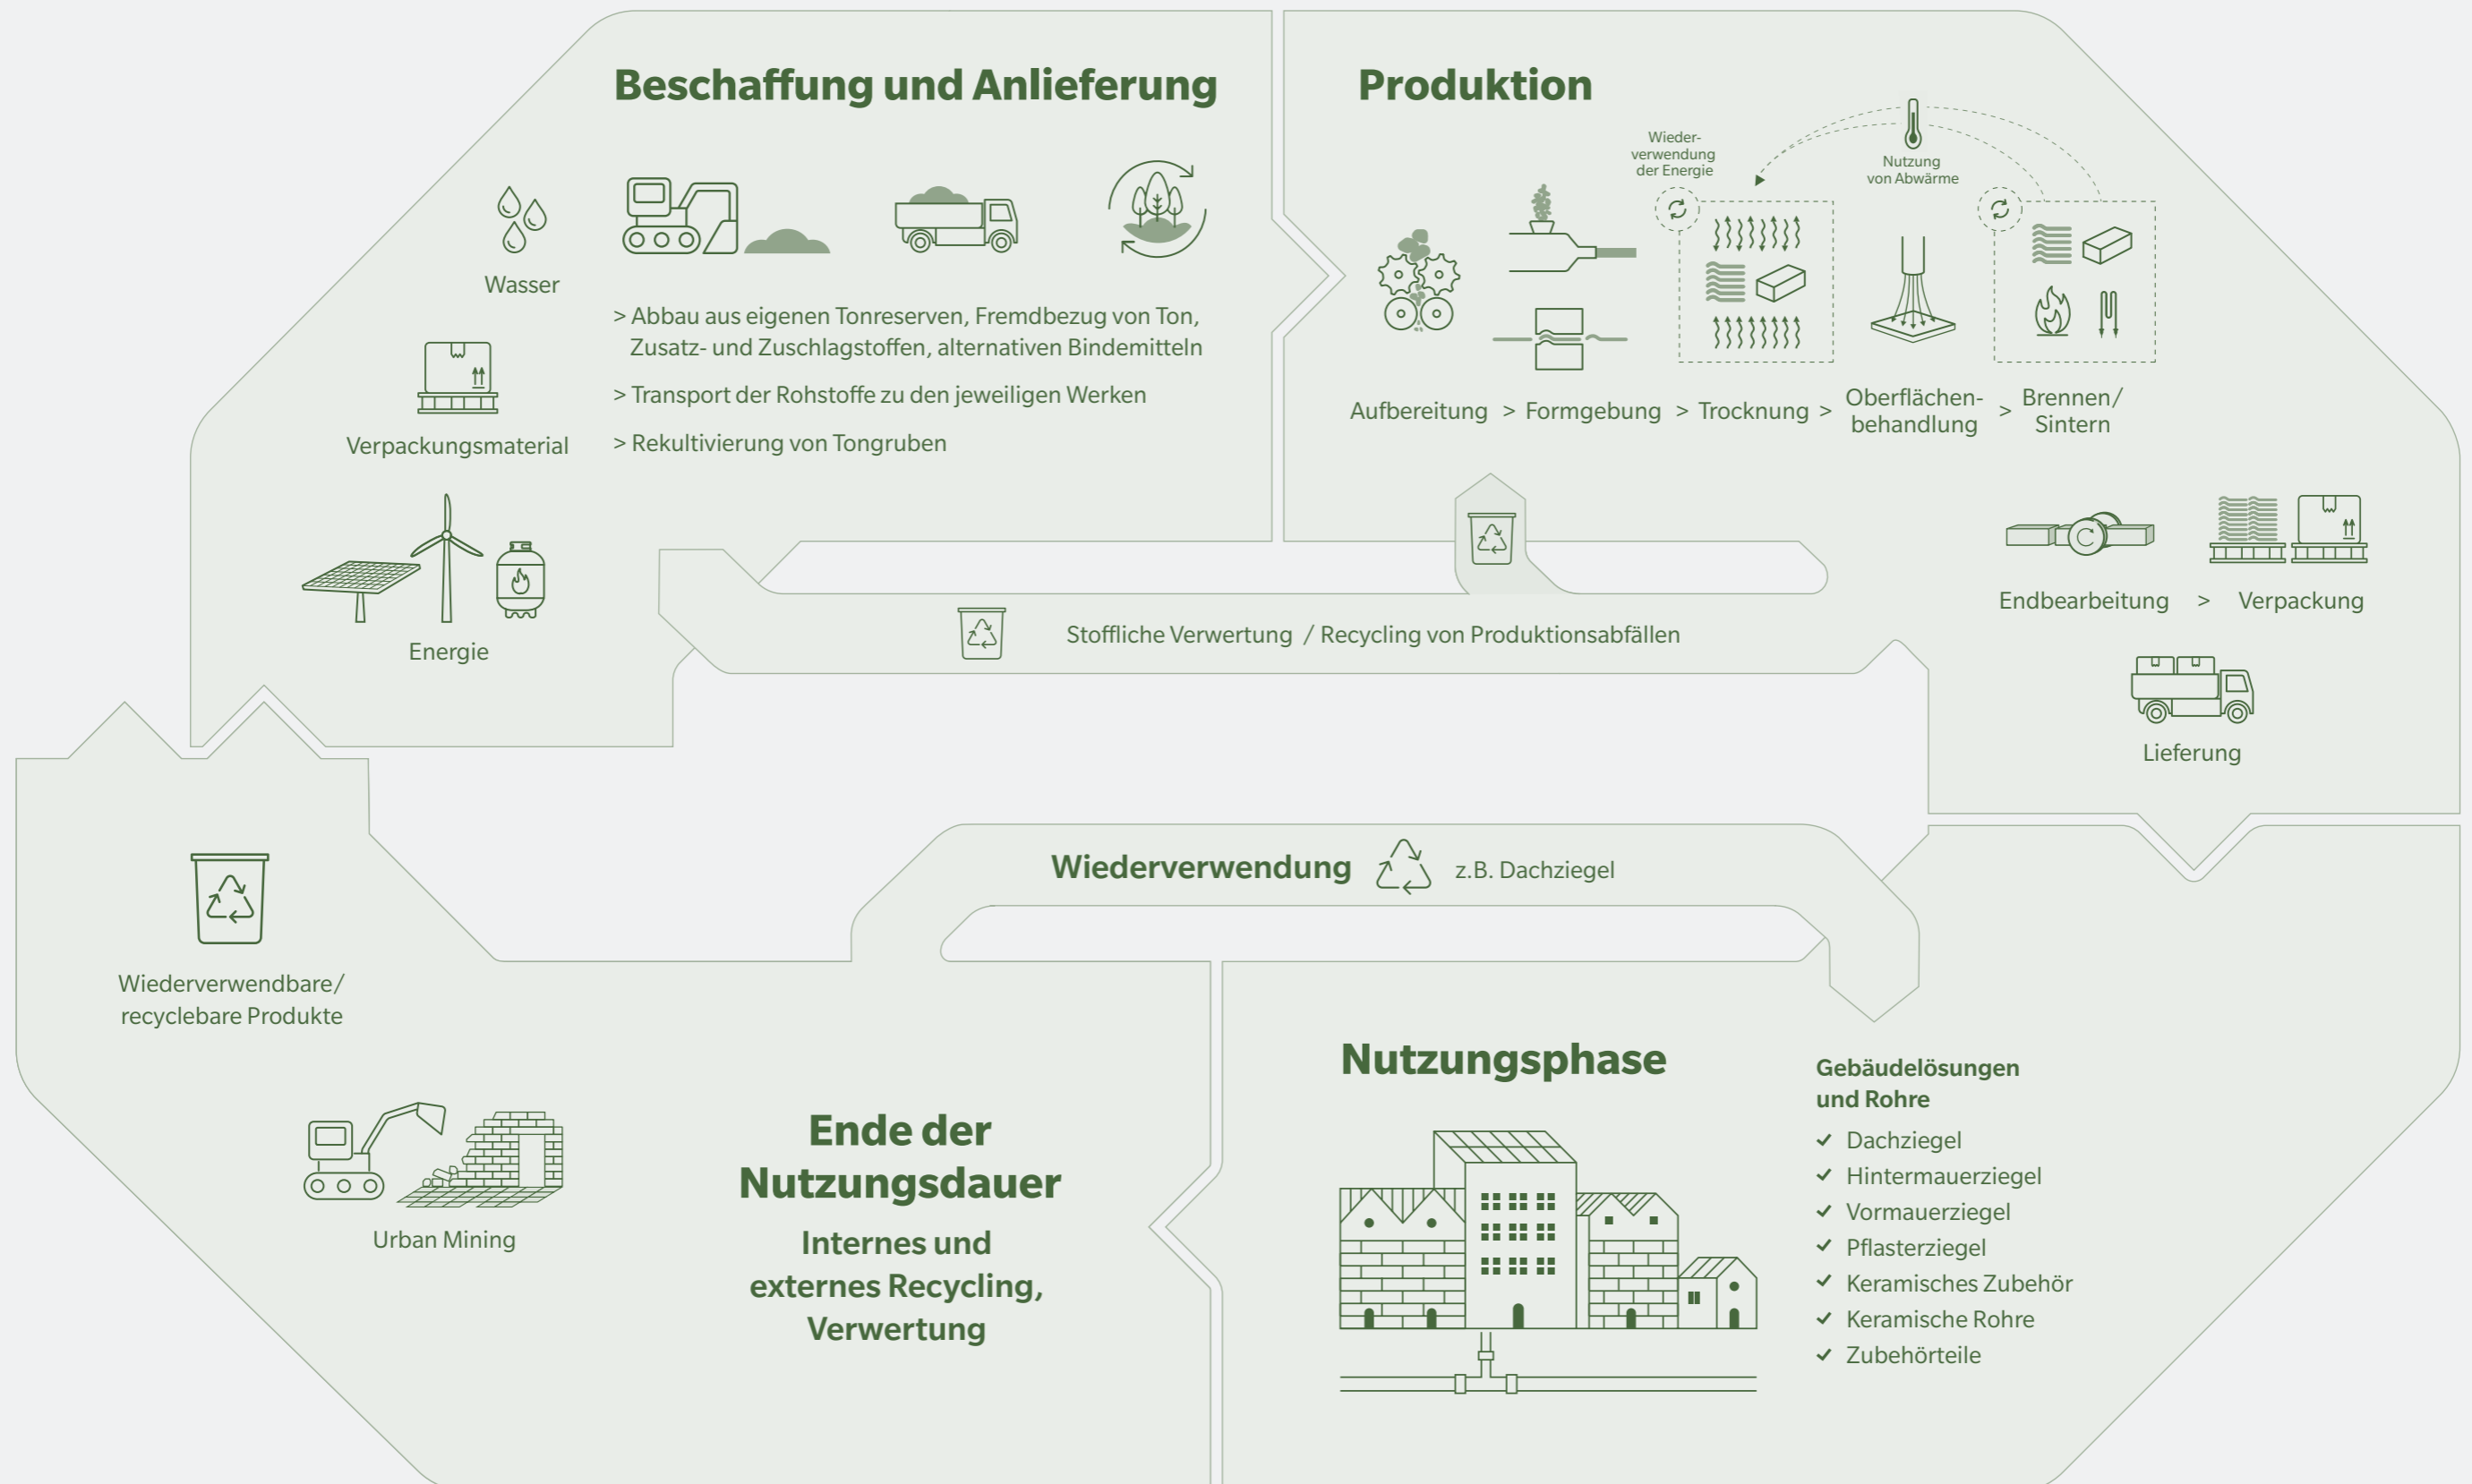 Beschaffung und Anlieferung
Wasser
Verpackungsmaterial
Energie
> Abbau aus eigenen Tonreserven, Fremdbezug von Ton,
Zusatz- und Zuschlagstoffen, alternativen Bindemitteln
> Transport der Rohstoffe zu den jeweiligen Werken
> Rekultivierung von Tongruben
Produktion
Wieder-
verwendung
der Energie
Nutzung
von Abwärme
Aufbereitung > Formgebung > Trocknung > Oberflächen-
behandlung > Brennen/
Sintern
Endbearbeitung > Verpackung
Lieferung
Stoffliche Verwertung / Recycling von Produktionsabfällen
Wiederverwendung z.B. Dachziegel
Nutzungsphase
Gebäudelösungen
und Rohre
Dachziegel
Hintermauerziegel
Vormauerziegel
Pflasterziegel
Keramisches Zubehör
Keramische Rohre
Zubehörteile
Ende der
Nutzungsdauer
Internes und
externes Recycling,
Verwertung
Urban Mining
Wiederverwendbare/
recyclebare Produkte